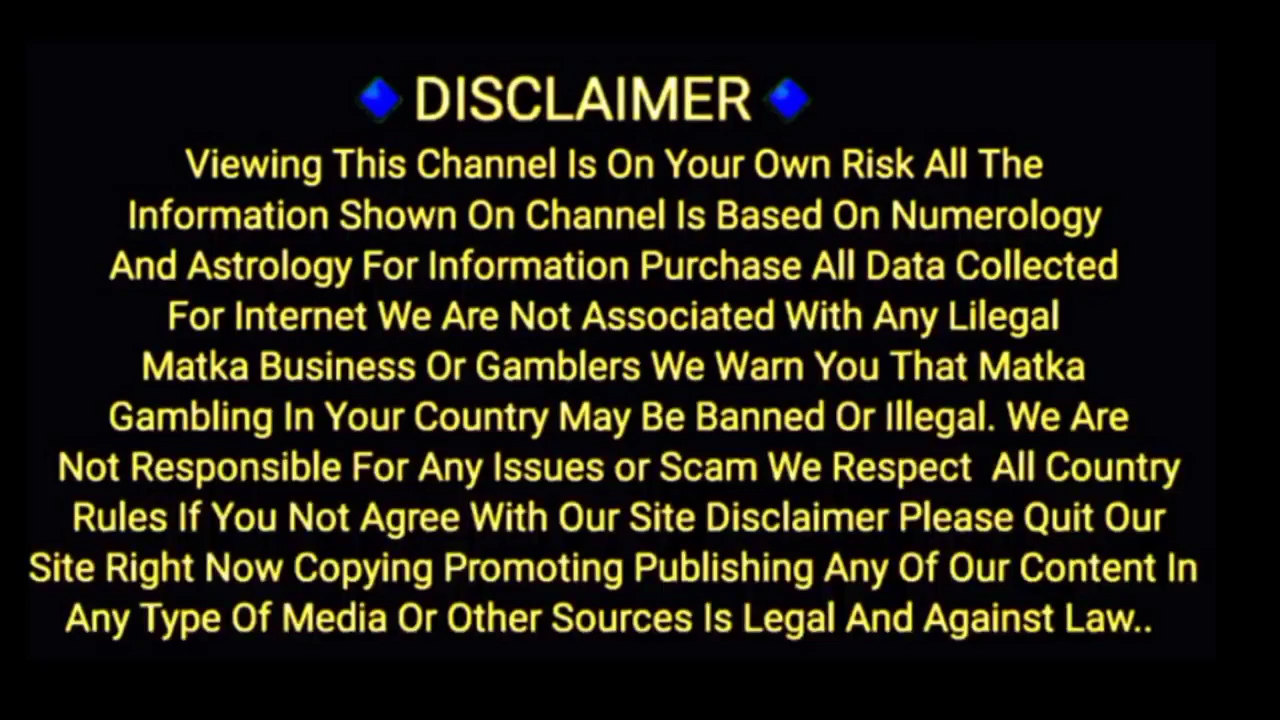 DISCLAIMER
Viewing This Channel Is On Your Own Risk All The
Information Shown On Channel Is Based On Numerology
And Astrology For Information Purchase All Data Collected
For Internet We Are Not Associated With Any Lilegal
Matka Business Or Gamblers We Warn You That Matka
Gambling In Your Country May Be Banned Or Illegal. We Are
Not Responsible For Any Issues or Scam We Respect  All Country
Rules If You Not Agree With Our Site Disclaimer Please Quit Our
Site Right Now Copying Promoting Publishing Any Of Our Content In
Any Type Of Media Or Other Sources Is Legal And Against Law..